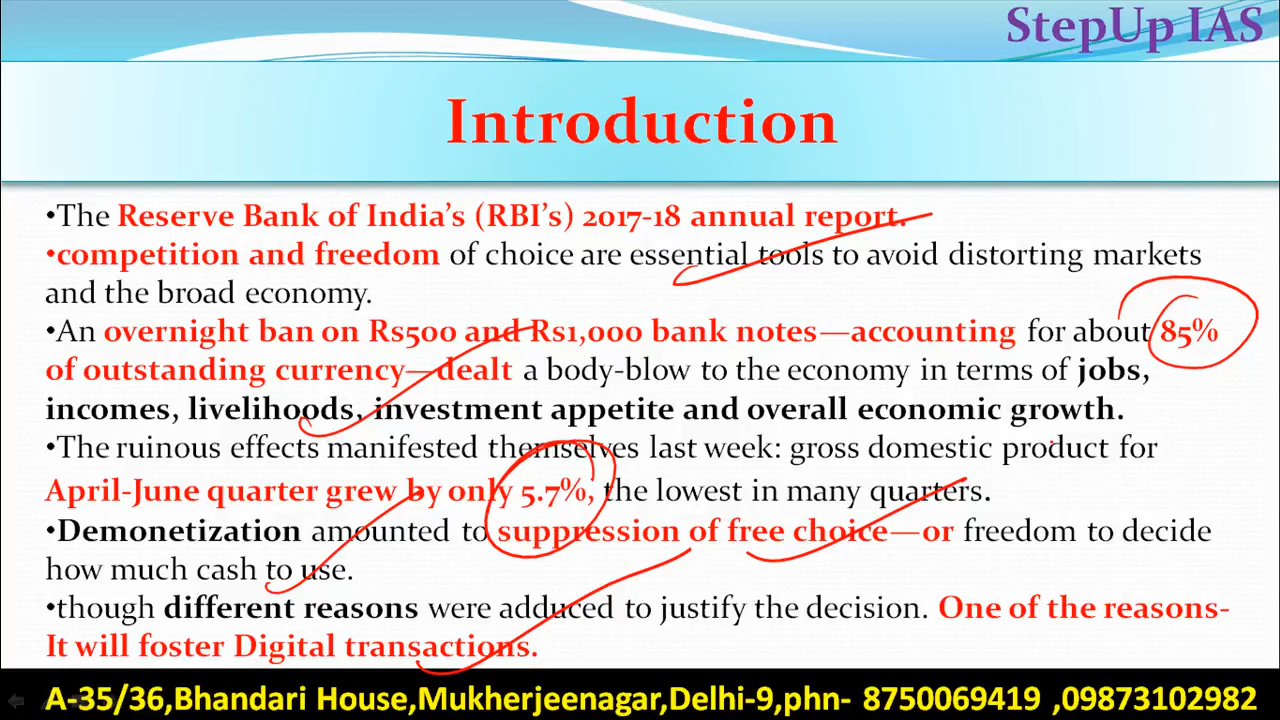 StepUp IAS
Introduction
•The Reserve Bank of India's (RBI's) 2017-18 annual report.
•competition and freedom of choice are essential tools to avoid distorting markets
and the broad economy.
•An overnight ban on Rs500 and Rs1,000 bank notes—accounting for about 85%
of outstanding currency—dealt a body-blow to the economy in terms of jobs,
incomes, livelihoods, investment appetite and overall economic growth.
•The ruinous effects manifested themselves last week: gross domestic product for
April-June quarter grew by only 5.7%, the lowest in many quarters.
•Demonetization amounted to suppression of free choice—or freedom to decide
how much cash to use.
•though different reasons were adduced to justify the decision. One of the reasons-
It will foster Digital transactions.
A-35/36,Bhandari House,Mukherjeenagar,Delhi-9,phn- 8750069419 ,09873102982